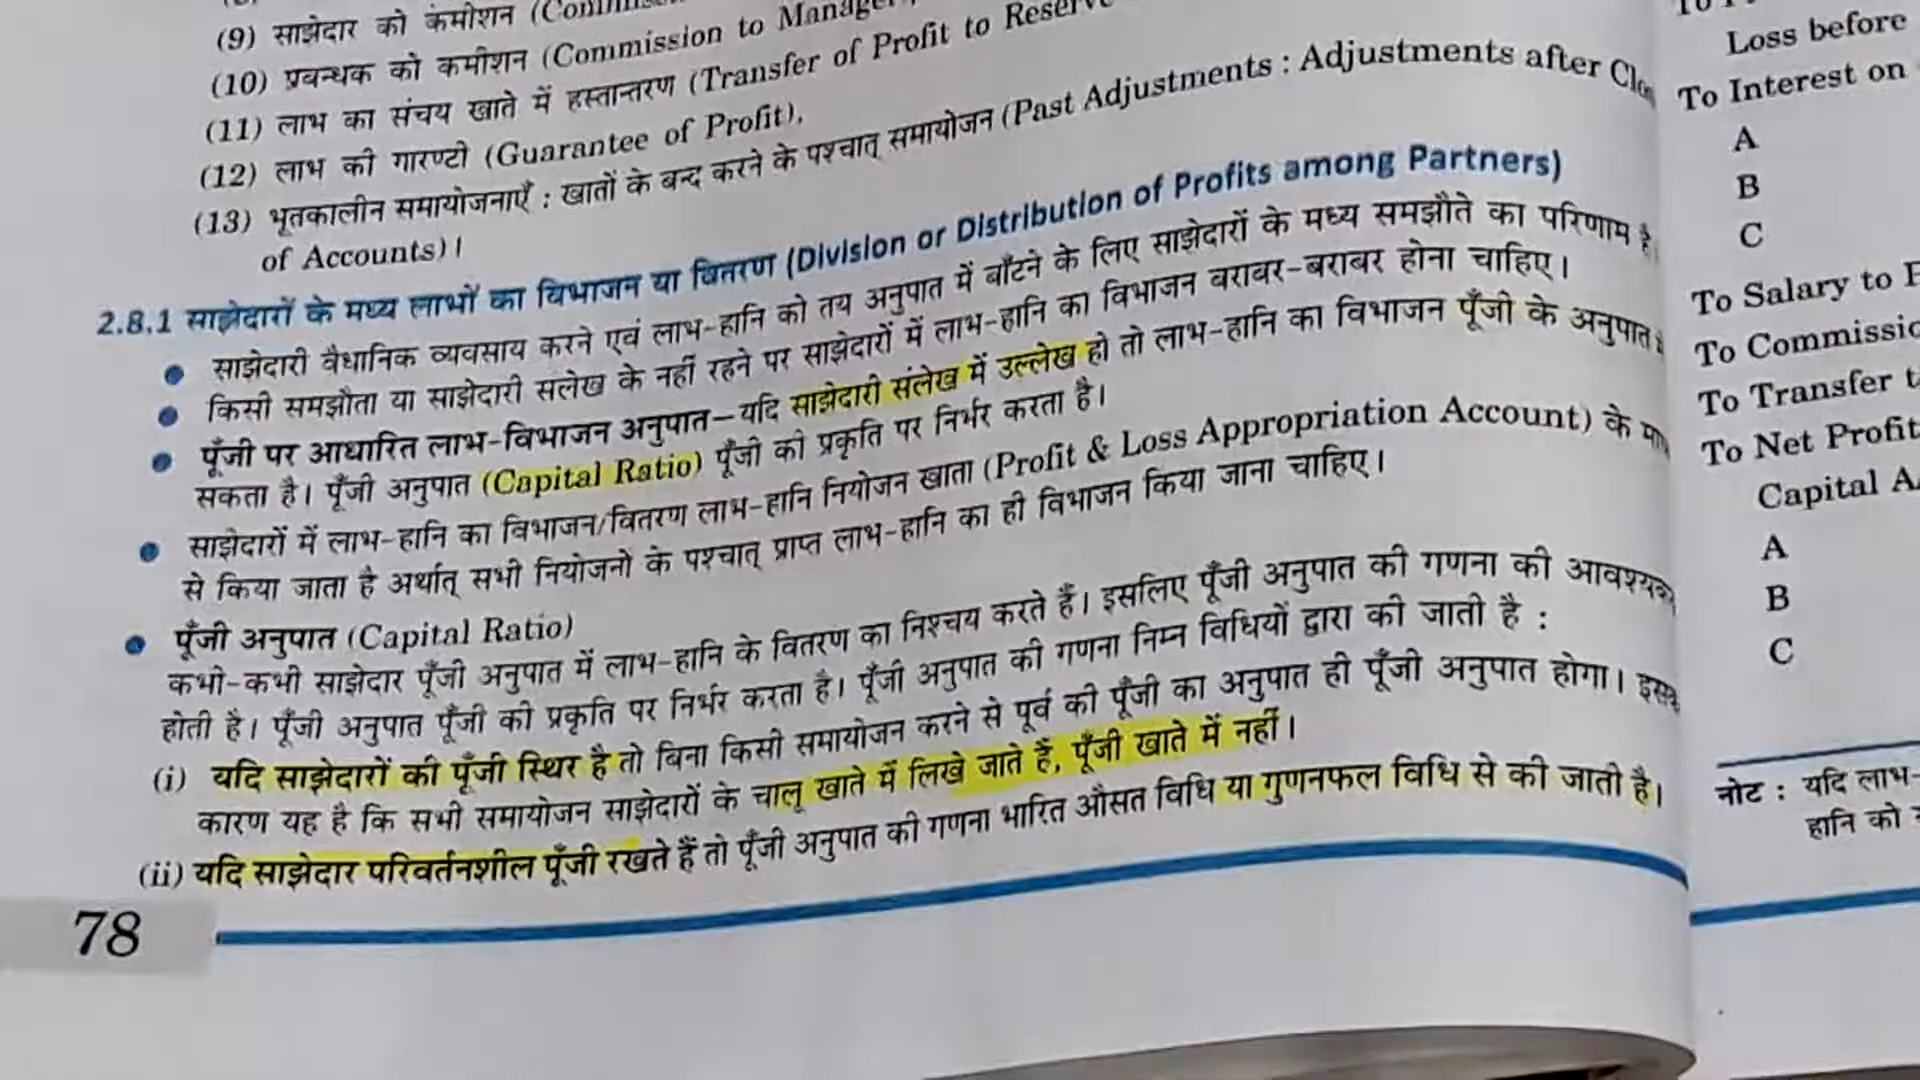 (9) साझेदार को कमीशन
(10) प्रबन्धक को कमीशन (Commission to Manager
(11) लाभ का संचय खाते में हस्तान्तरण (Transfer of Profit to Reserve
(12) लाभ की गारण्टी (Guarantee of Profit),
(13) भूतकालीन समायोजनाएँ : खातों के बन्द करने के पश्चात् समायोजन (Past Adjustments : Adjustments after
of Accounts)।
2.8.1 साझेदारों के मध्य लाभों का विभाजन या वितरण (Division or Distribution of Profits among Partners)
● साझेदारी वैधानिक व्यवसाय करने एवं लाभ-हानि को तय अनुपात में बाँटने के लिए साझेदारों के मध्य समझौते का परिणाम है
● किसी समझौता या साझेदारी संलेख के नहीं रहने पर साझेदारों में लाभ-हानि का विभाजन बराबर-बराबर होना चाहिए।
● पूँजी पर आधारित लाभ-विभाजन अनुपात—यदि साझेदारी संलेख में उल्लेख हो तो लाभ-हानि का विभाजन पूँजी के अनुपात
सकता है। पूँजी अनुपात (Capital Ratio) पूँजी की प्रकृति पर निर्भर करता है।
● साझेदारों में लाभ-हानि का विभाजन/वितरण लाभ-हानि नियोजन खाता (Profit & Loss Appropriation Account) के
से किया जाता है अर्थात् सभी नियोजनों के पश्चात् प्राप्त लाभ-हानि का ही विभाजन किया जाना चाहिए।
● पूँजी अनुपात (Capital Ratio)
कभी-कभी साझेदार पूँजी अनुपात में लाभ-हानि के वितरण का निश्चय करते हैं। इसलिए पूँजी अनुपात की गणना की
होती है। पूँजी अनुपात पूँजी की प्रकृति पर निर्भर करता है। पूँजी अनुपात की गणना निम्न विधियों द्वारा की जाती है :
(i) यदि साझेदारों की पूँजी स्थिर है तो बिना किसी समायोजन करने से पूर्व की पूँजी का अनुपात ही पूँजी अनुपात होगा।
कारण यह है कि सभी समायोजन साझेदारों के चालू खाते में लिखे जाते हैं, पूँजी खाते में नहीं।
(ii) यदि साझेदार परिवर्तनशील पूँजी रखते हैं तो पूँजी अनुपात की गणना भारित औसत विधि या गुणनफल विधि से की जाती है।
78
Loss before
To Interest on
A
B
C
To Salary to
To
To Transfer
To Net Profit
Capital
A
B
C
नोट : यदि लाभ-
हानि को